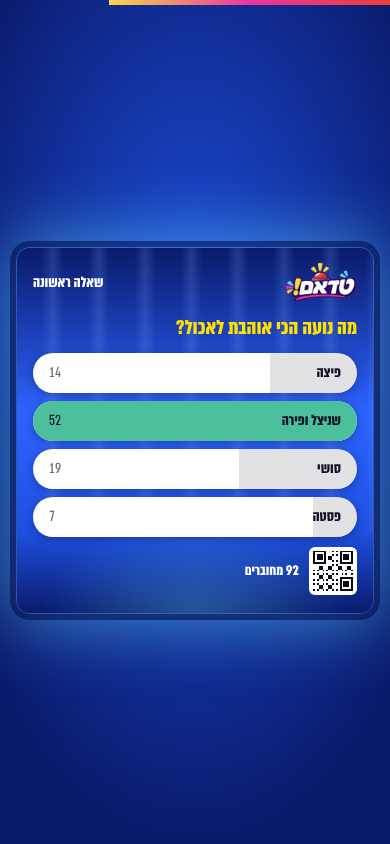 טדאם!
שאלה ראשונה
מה נועה הכי אוהבת לאכול?
פיצה 14
שניצל ופירה 52
סושי 19
פסטה 7
92 מחוברים